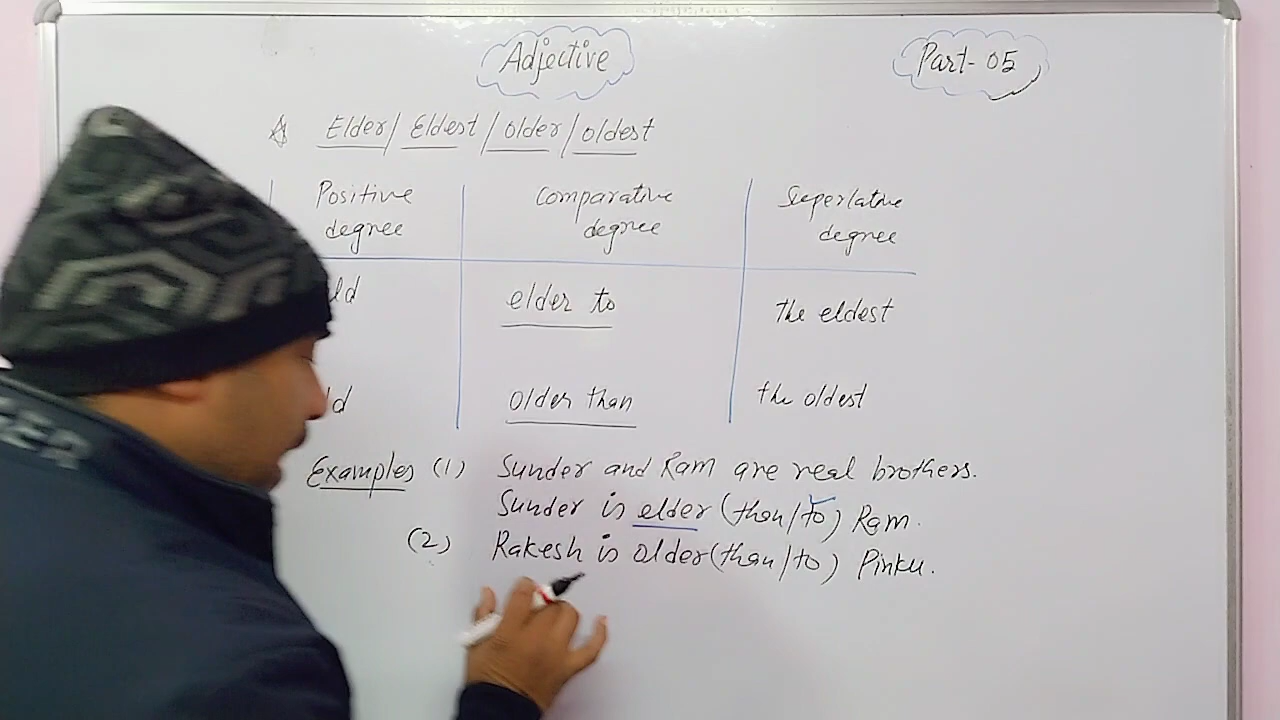 Adjective
Part-05
Elder/ Eldest / older / oldest
Positive degree
Comparative degree
Superlative degree
ld
elder to
the eldest
ld
older than
the oldest
Examples (1) Sunder and Ram are real brothers.
Sunder is elder (than/to) Ram.
(2) Rakesh is older (than/to) Pinku.